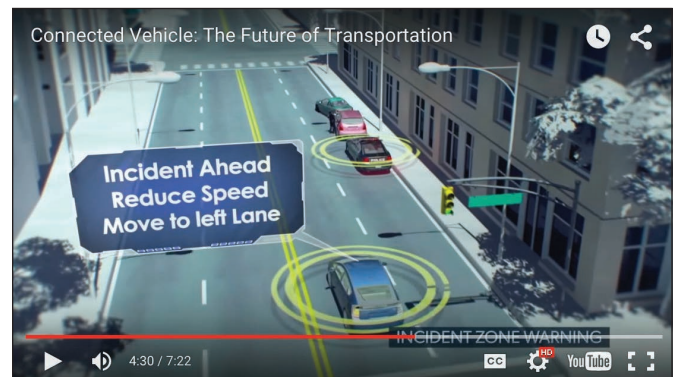 Connected Vehicle: The Future of Transportation
Incident Ahead
Reduce Speed
Move to left Lane
INCIDENT ZONE WARNING
4:30 / 7:22
CC
HD
YouTube